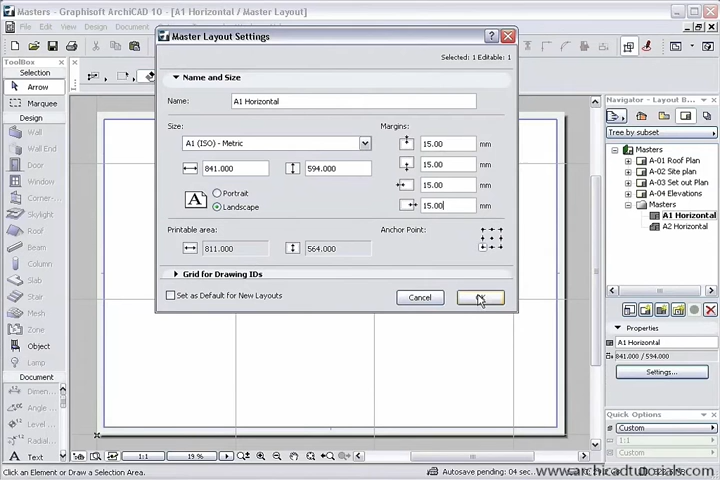 Masters - Graphisoft ArchiCAD 10 - [A1 Horizontal / Master Layout]
File
Edit
View
Design
Document
Master Layout Settings
Selected: 1 Editable: 1
Name and Size
Name:
A1 Horizontal
Size:
A1 (ISO) - Metric
841.000
594.000
Portrait
Landscape
Margins:
15.00 mm
15.00 mm
15.00 mm
15.00 mm
Printable area:
811.000
564.000
Anchor Point:
Grid for Drawing IDs
Set as Default for New Layouts
Cancel
ToolBox
Selection
Arrow
Marquee
Design
Wall
Door
Window
Corner
Skylight
Roof
Beam
Column
Slab
Stair
Mesh
Zone
Lamp
Object
Document
Dimen...
Angle ...
Level ...
Radial...
Text
Navigator - Layout B...
Tree by subset
Masters
A-01 Roof Plan
A-02 Site plan
A-03 Set out Plan
A-04 Elevations
Masters
A1 Horizontal
A2 Horizontal
Properties
A1 Horizontal
841.000 / 594.000
Settings...
Quick Options
Custom
1:1
Custom
1:1
19 %
Click an Element or Draw a Selection Area.
Autosave pending: 04 sec.
www.archicadtutorials.com